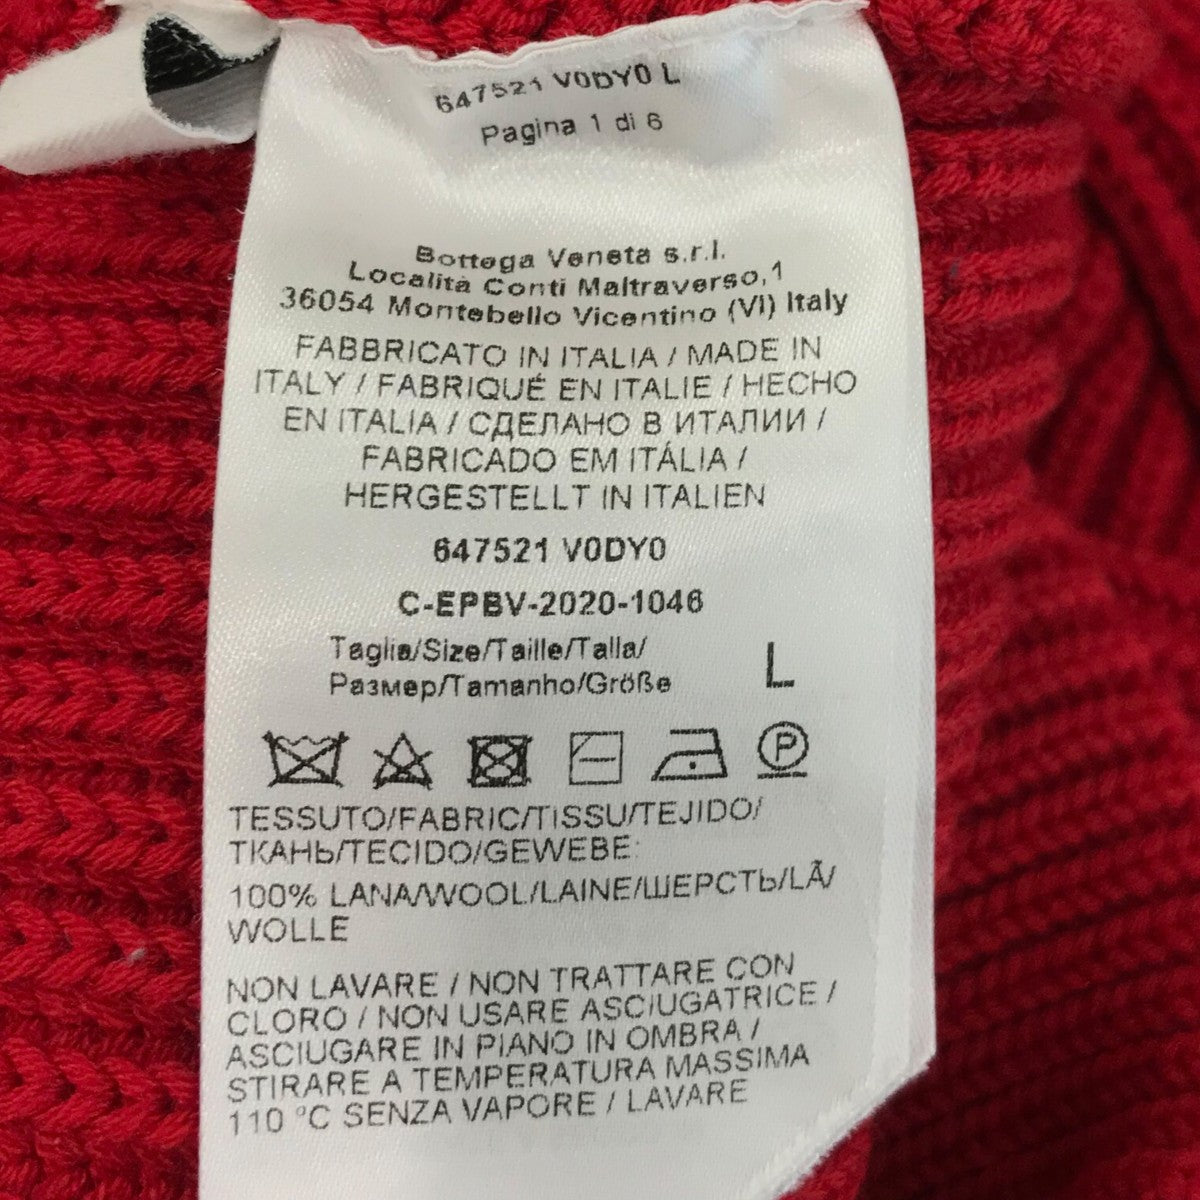 647521 V0DY0 L
Pagina 1 di 6
Bottega Veneta s.r.l.
Località Conti Maltraverso,1
36054 Montebello Vicentino (VI) Italy
FABBRICATO IN ITALIA / MADE IN
ITALY / FABRIQUÉ EN ITALIE / HECHO
EN ITALIA / СДЕЛАНО В ИТАЛИИ /
FABRICADO EM ITÁLIA /
HERGESTELLT IN ITALIEN
647521 V0DY0
C-EPBV-2020-1046
Taglia/Size/Taille/Talla/
Размер/Tamanho/Größe
L
P
TESSUTO/FABRIC/TISSU/TEJIDO/
ТКАНЬ/TECIDO/GEWEBE:
100% LANA/WOOL/LAINE/ШЕРСТЬ/LÃ/
WOLLE
NON LAVARE / NON TRATTARE CON
CLORO / NON USARE ASCIUGATRICE /
ASCIUGARE IN PIANO IN OMBRA /
STIRARE A TEMPERATURA MASSIMA
110 °C SENZA VAPORE / LAVARE